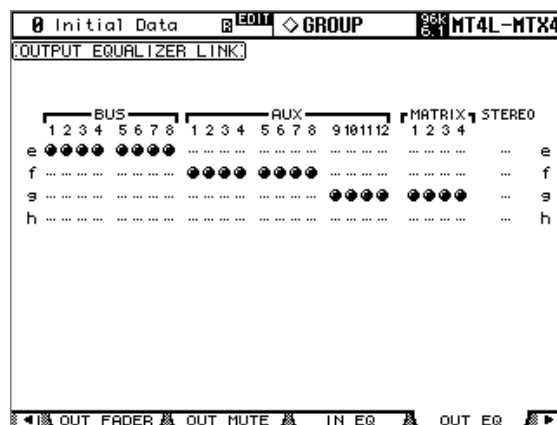 0 Initial Data R EDIT ◇GROUP 96k 6.1 MT4L-MTX4
OUTPUT EQUALIZER LINK
BUS AUX MATRIX STEREO
1 2 3 4 5 6 7 8 1 2 3 4 5 6 7 8 9 10 11 12 1 2 3 4
e e
f f
g g
h h
OUT FADER OUT MUTE IN EQ OUT EQ